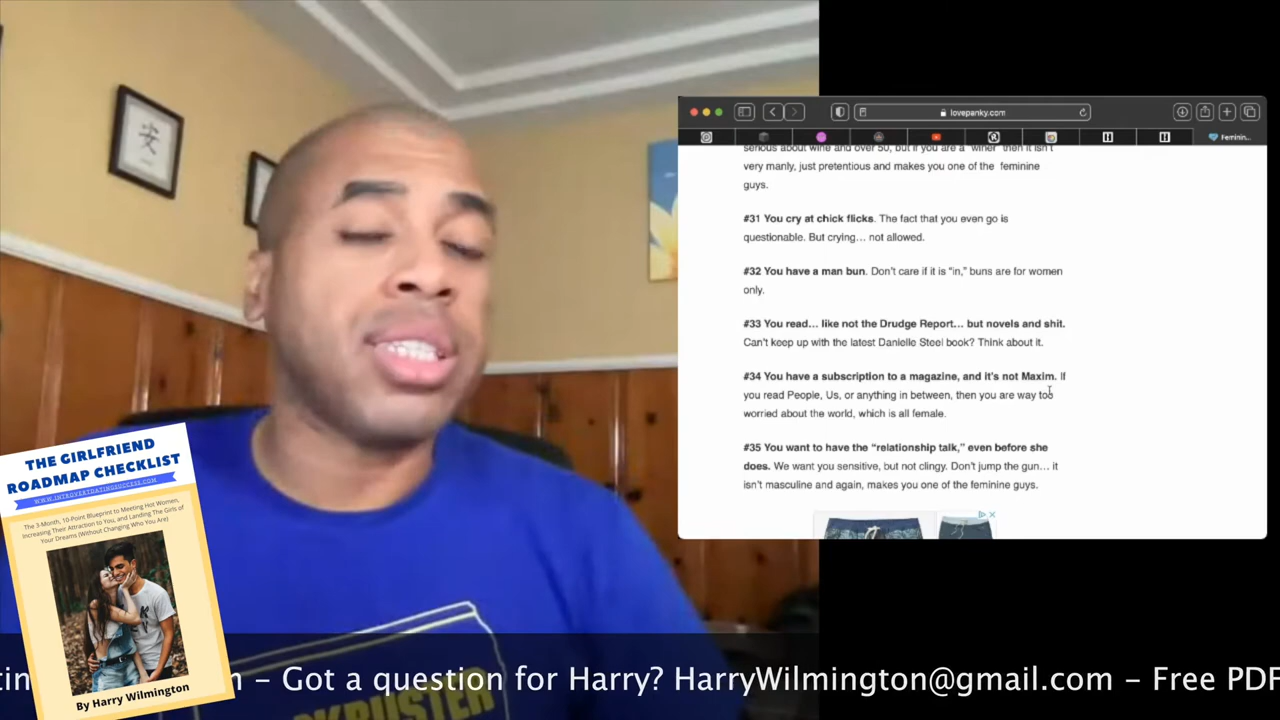 安
THE GIRLFRIEND
ROADMAP CHECKLIST
WWW.INTROVERTDATINGSUCCESS.COM
The 3-Month, 10-Point Blueprint to Meeting Hot Women,
Increasing Their Attraction to You, and Landing The Girls of
Your Dreams (Without Changing Who You Are)
By Harry Wilmington
lovepanky.com
Feminin...
serious about wine and over 50, but if you are a "winer" then it isn't
very manly, just pretentious and makes you one of the feminine
guys.
#31 You cry at chick flicks. The fact that you even go is
questionable. But crying… not allowed.
#32 You have a man bun. Don't care if it is "in," buns are for women
only.
#33 You read… like not the Drudge Report… but novels and shit.
Can't keep up with the latest Danielle Steel book? Think about it.
#34 You have a subscription to a magazine, and it's not Maxim. If
you read People, Us, or anything in between, then you are way too
worried about the world, which is all female.
#35 You want to have the "relationship talk," even before she
does. We want you sensitive, but not clingy. Don't jump the gun… it
isn't masculine and again, makes you one of the feminine guys.
– Got a question for Harry? HarryWilmington@gmail.com – Free PDF